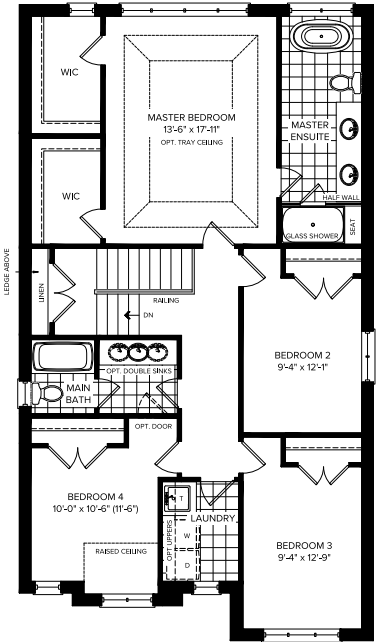 WIC
MASTER BEDROOM
13'-6" x 17'-11"
OPT. TRAY CEILING
MASTER
ENSUITE
WIC
HALF WALL
GLASS SHOWER
SEAT
LEDGE ABOVE
LINEN
RAILING
DN
BEDROOM 2
9'-4" x 12'-1"
OPT. DOUBLE SINKS
MAIN
BATH
OPT. DOOR
BEDROOM 4
10'-0" x 10'-6" (11'-6")
RAISED CEILING
T
LAUNDRY
OPT UPPERS
W
D
BEDROOM 3
9'-4" x 12'-9"